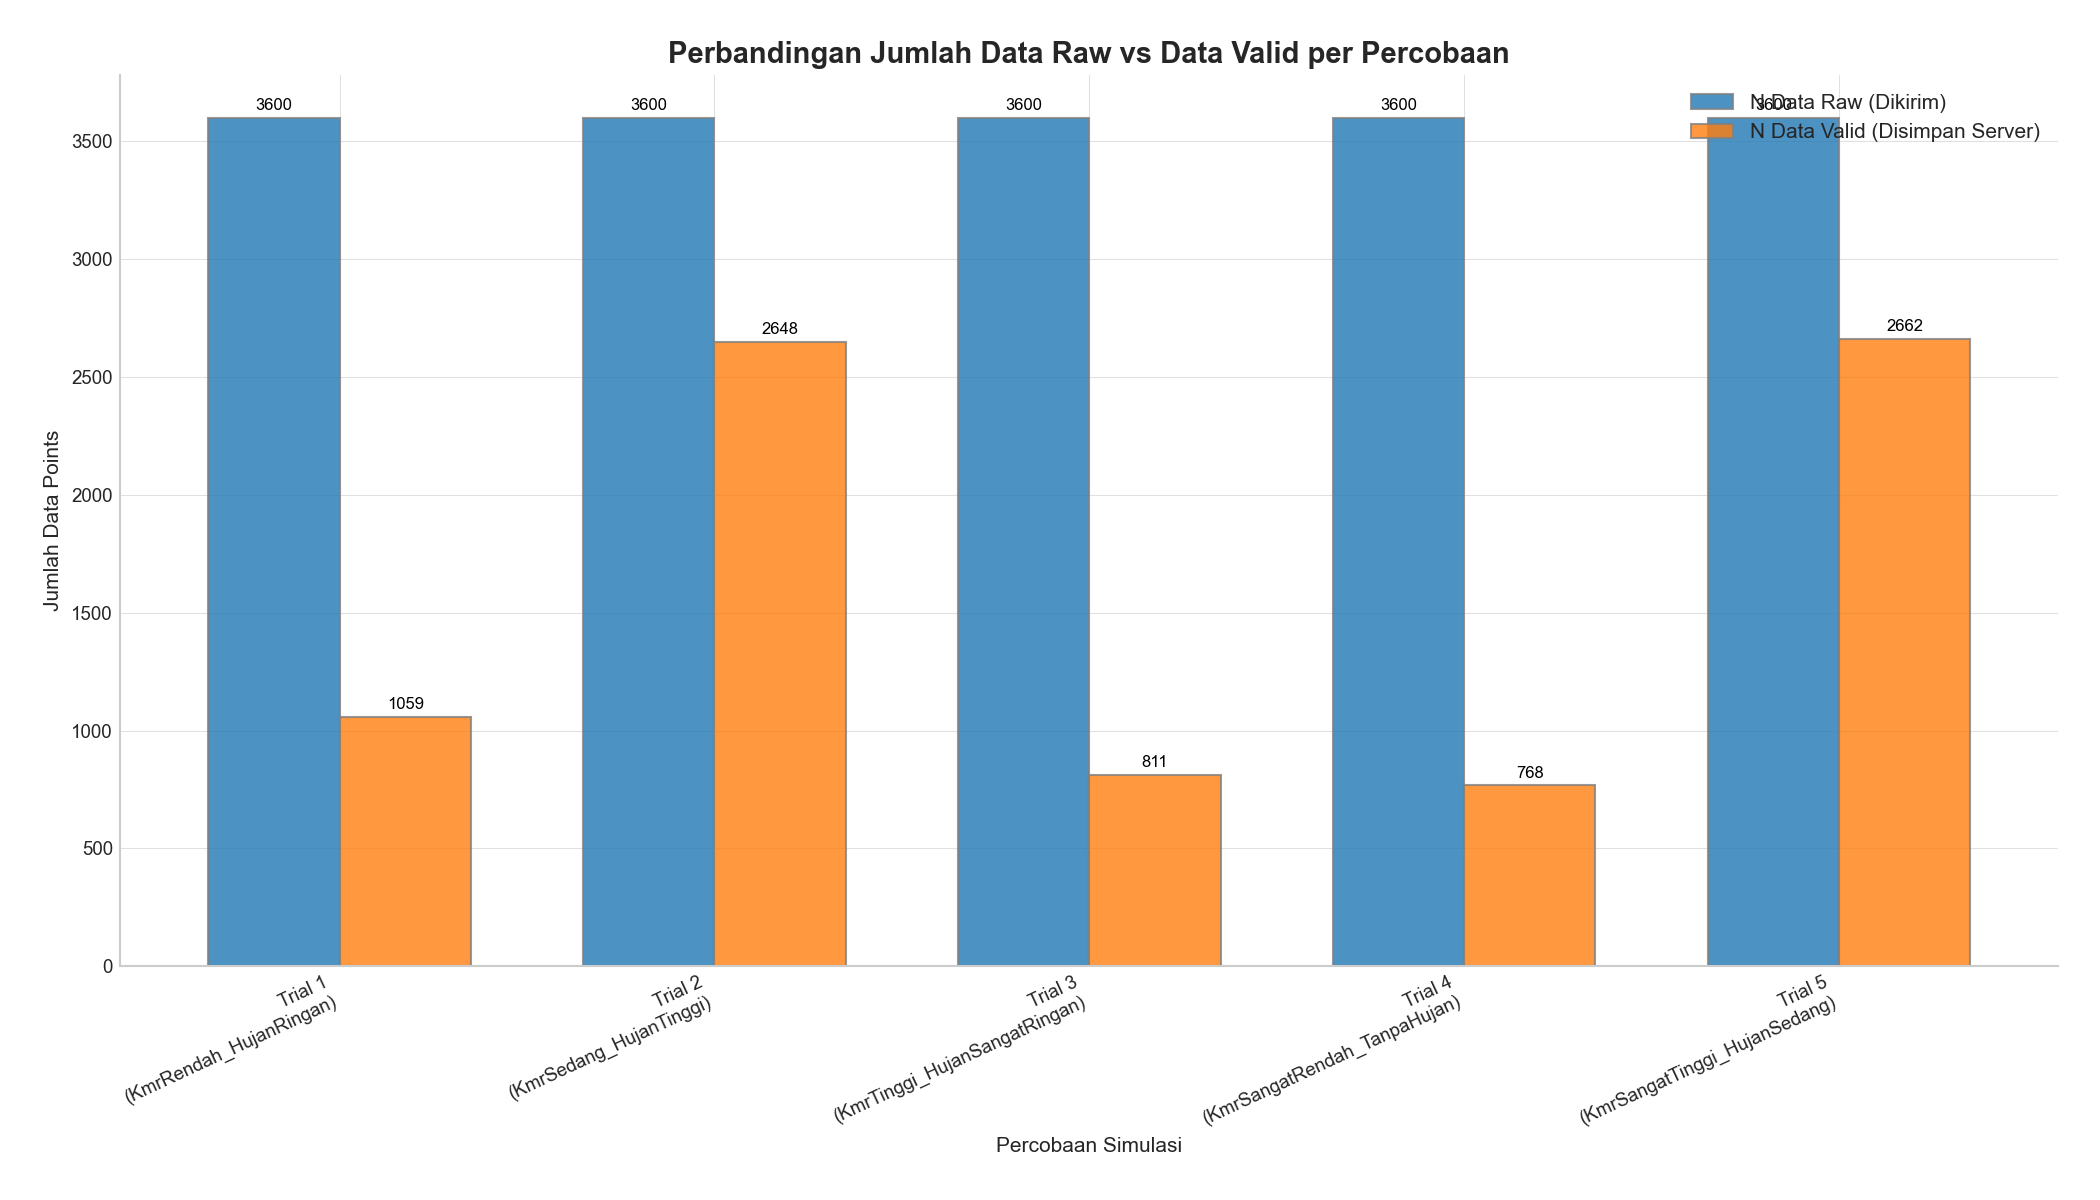 Perbandingan Jumlah Data Raw vs Data Valid per Percobaan
N Data Raw (Dikirim)
N Data Valid (Disimpan Server)
Jumlah Data Points
3500
3000
2500
2000
1500
1000
500
0
3600
1059
3600
2648
3600
811
3600
768
3600
2662
Trial 1
(KmrRendah_HujanRingan)
Trial 2
(KmrSedang_HujanTinggi)
Trial 3
(KmrTinggi_HujanSangatRingan)
Trial 4
(KmrSangatRendah_TanpaHujan)
Trial 5
(KmrSangatTinggi_HujanSedang)
Percobaan Simulasi